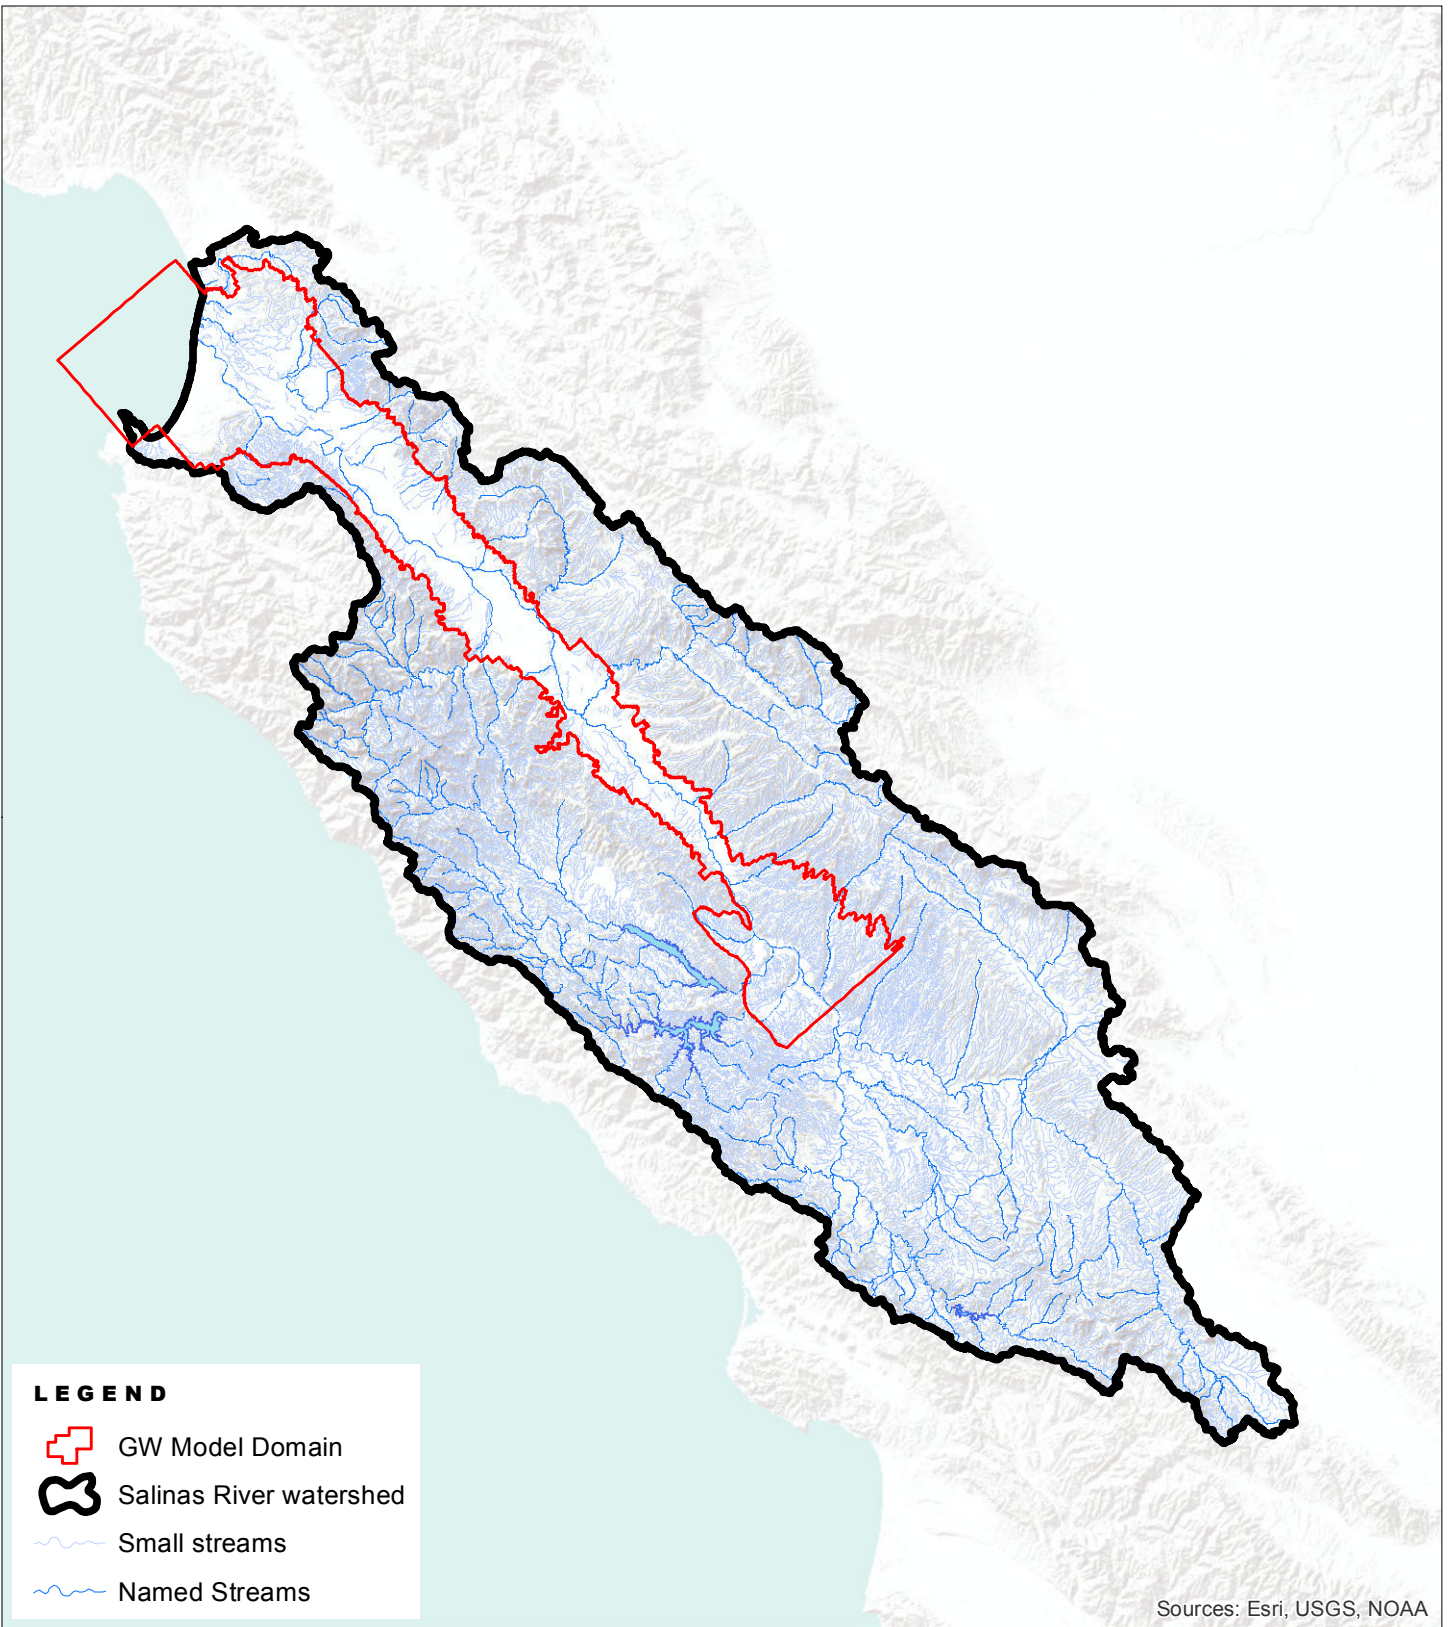 LEGEND
GW Model Domain
Salinas River watershed
Small streams
Named Streams
Sources: Esri, USGS, NOAA